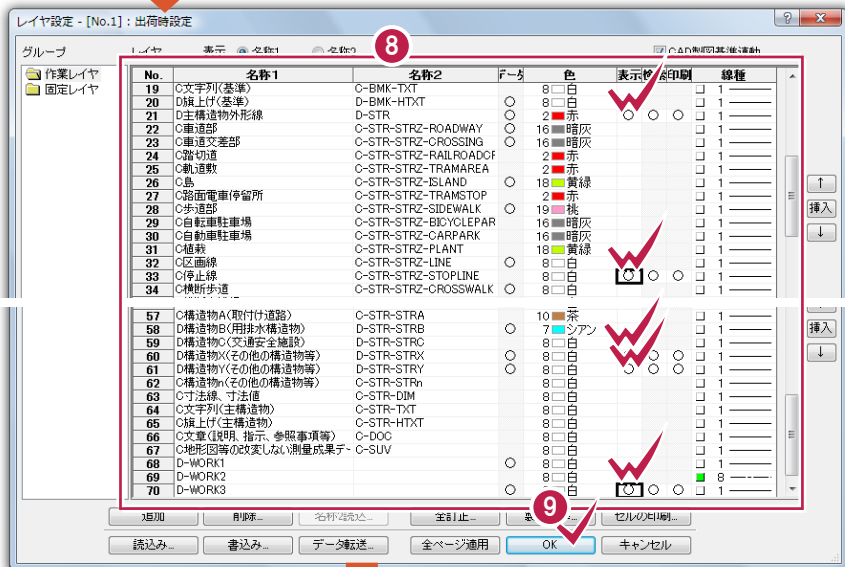 レイヤ設定 - [No.1]：出荷時設定
グループ レイヤ 表示 名称1 名称2 CAD製図基準連動
8
作業レイヤ
固定レイヤ
No. 名称1 名称2 データ 色 表示 検索 印刷 線種
19 C文字列(基準) C-BMK-TXT 8 白 1
20 D旗上げ(基準) D-BMK-HTXT ○ 8 白 1
21 D主構造物外形線 D-STR ○ 2 赤 ○ ○ ○ 1
22 C車道部 C-STR-STRZ-ROADWAY ○ 16 暗灰 1
23 C車道交差部 C-STR-STRZ-CROSSING ○ 16 暗灰 1
24 C踏切道 C-STR-STRZ-RAILROADCF 2 赤 1
25 C軌道敷 C-STR-STRZ-TRAMAREA 2 赤 1
26 C島 C-STR-STRZ-ISLAND ○ 18 黄緑 1
27 C路面電車停留所 C-STR-STRZ-TRAMSTOP 2 赤 1
28 C歩道部 C-STR-STRZ-SIDEWALK ○ 19 桃 1
29 C自転車駐車場 C-STR-STRZ-BICYCLEPAR 16 暗灰 1
30 C自動車駐車場 C-STR-STRZ-CARPARK 16 暗灰 1
31 C植栽 C-STR-STRZ-PLANT 18 黄緑 1
32 C区画線 C-STR-STRZ-LINE ○ 8 白 1
33 C停止線 C-STR-STRZ-STOPLINE 8 白 ○ ○ ○ 1
34 C横断歩道 C-STR-STRZ-CROSSWALK ○ 8 白 1
57 C構造物A(取付け道路) C-STR-STRA 10 茶 1
58 D構造物B(用排水構造物) D-STR-STRB ○ 7 シアン 1
59 D構造物C(交通安全施設) D-STR-STRC 8 白 1
60 D構造物X(その他の構造物等) D-STR-STRX ○ 8 白 ○ ○ 1
61 D構造物Y(その他の構造物等) D-STR-STRY ○ 8 白 ○ ○ ○ 1
62 C構造物n(その他の構造物等) C-STR-STRn 8 白 1
63 C寸法線、寸法値 C-STR-DIM 8 白 1
64 C文字列(主構造物) C-STR-TXT 8 白 1
65 C旗上げ(主構造物) C-STR-HTXT 8 白 1
66 C文章(説明、指示、参照事項等) C-DOC 8 白 1
67 C地形図等の改変しない測量成果デ- C-SUV 8 白 1
68 D-WORK1 ○ 8 白 1
69 D-WORK2 8 白 8
70 D-WORK3 ○ 8 白 ○ ○ ○ 1
↑
挿入
↓
挿入
↓
9
追加 削除... 名称2読込... 全訂正... セルの印刷...
読込み... 書込み... データ転送... 全ページ適用 OK キャンセル